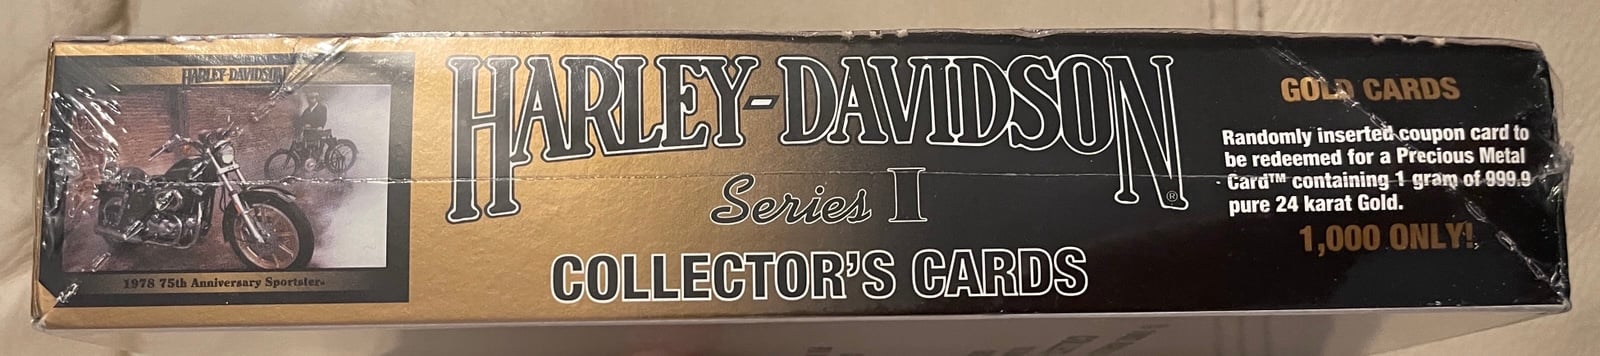 HARLEY-DAVIDSON
1978 75th Anniversary Sportster
HARLEY-DAVIDSON®
Series I
COLLECTOR'S CARDS
GOLD CARDS
Randomly inserted coupon card to
be redeemed for a Precious Metal
Card™ containing 1 gram of 999.9
pure 24 karat Gold.
1,000 ONLY!